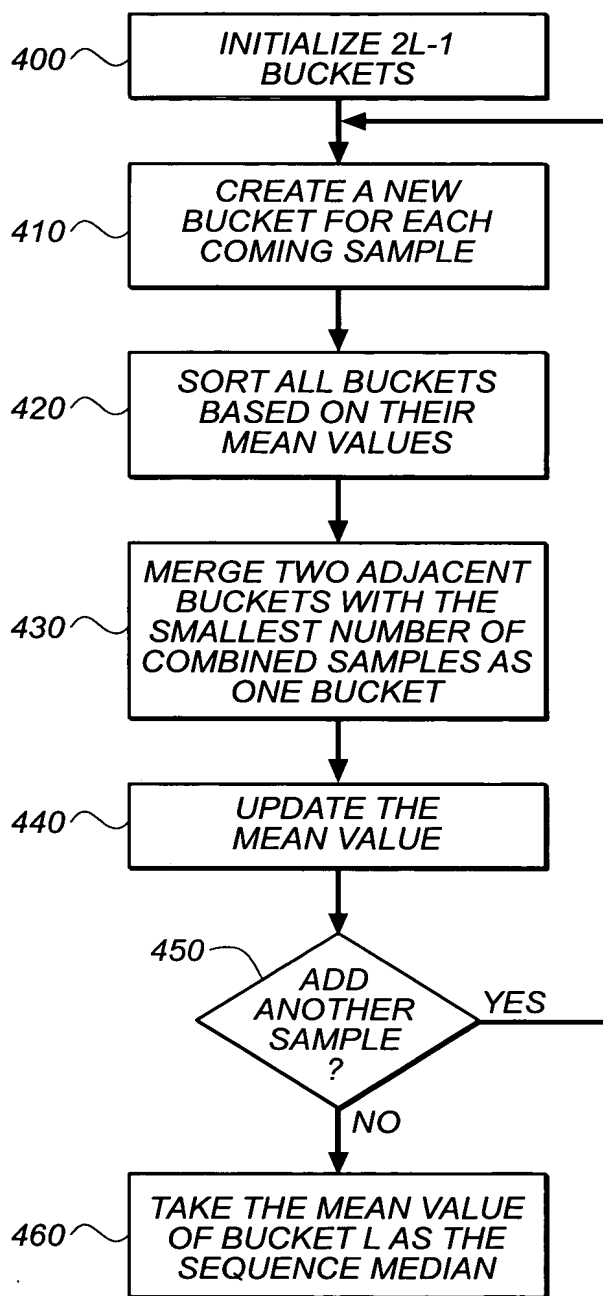 400
INITIALIZE 2L-1
BUCKETS
410
CREATE A NEW
BUCKET FOR EACH
COMING SAMPLE
420
SORT ALL BUCKETS
BASED ON THEIR
MEAN VALUES
430
MERGE TWO ADJACENT
BUCKETS WITH THE
SMALLEST NUMBER OF
COMBINED SAMPLES AS
ONE BUCKET
440
UPDATE THE
MEAN VALUE
450
ADD
ANOTHER
SAMPLE
?
YES
NO
460
TAKE THE MEAN VALUE
OF BUCKET L AS THE
SEQUENCE MEDIAN